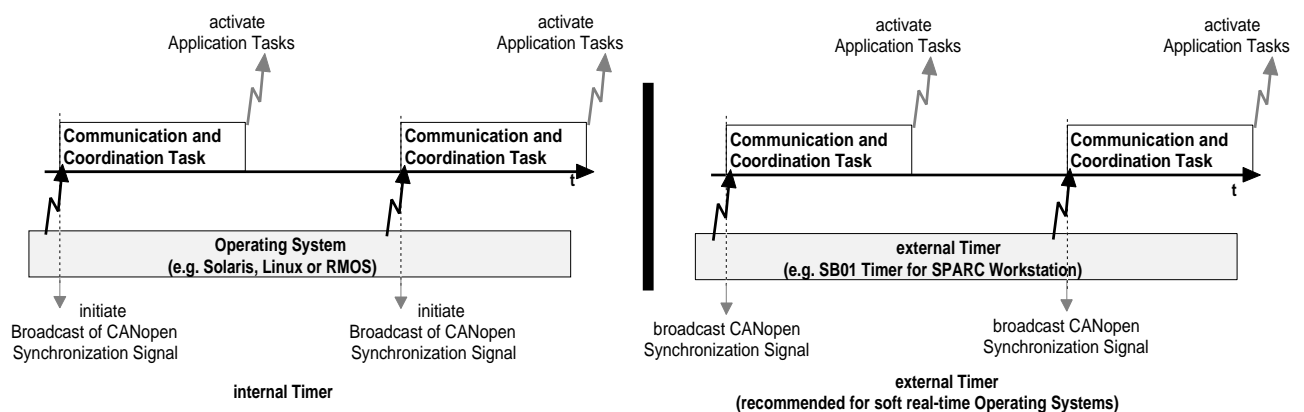 activate
Application Tasks
activate
Application Tasks
Communication and
Coordination Task
Communication and
Coordination Task
t
Operating System
(e.g. Solaris, Linux or RMOS)
initiate
Broadcast of CANopen
Synchronization Signal
initiate
Broadcast of CANopen
Synchronization Signal
internal Timer
activate
Application Tasks
activate
Application Tasks
Communication and
Coordination Task
Communication and
Coordination Task
t
external Timer
(e.g. SB01 Timer for SPARC Workstation)
broadcast CANopen
Synchronization Signal
broadcast CANopen
Synchronization Signal
external Timer
(recommended for soft real-time Operating Systems)